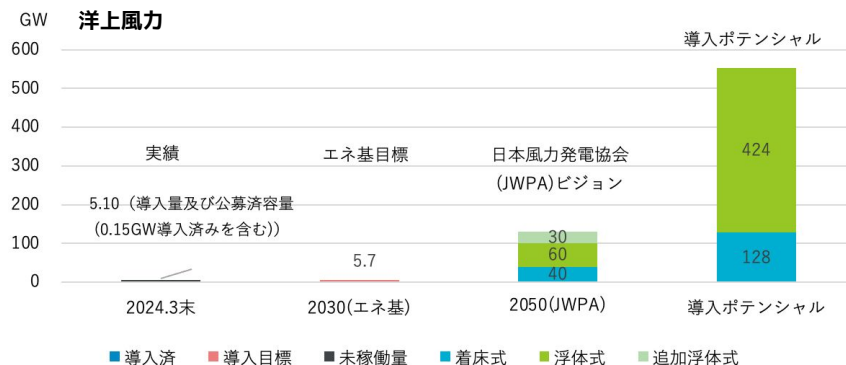 GW
洋上風力
600
500
400
300
200
100
0
実績
5.10（導入量及び公募済容量
(0.15GW導入済みを含む))
エネ基目標
5.7
日本風力発電協会
(JWPA)ビジョン
30
60
40
導入ポテンシャル
424
128
2024.3末
2030(エネ基)
2050(JWPA)
導入ポテンシャル
導入済
導入目標
未稼働量
着床式
浮体式
追加浮体式